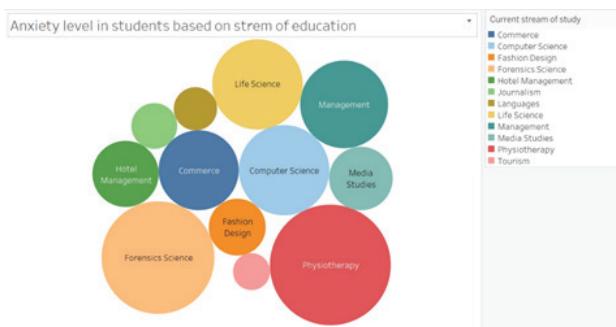 Anxiety level in students based on strem of education
Life Science
Management
Hotel
Management
Commerce
Computer Science
Media
Studies
Fashion
Design
Forensics Science
Physiotherapy
Current stream of study
Commerce
Computer Science
Fashion Design
Forensics Science
Hotel Management
Journalism
Languages
Life Science
Management
Media Studies
Physiotherapy
Tourism